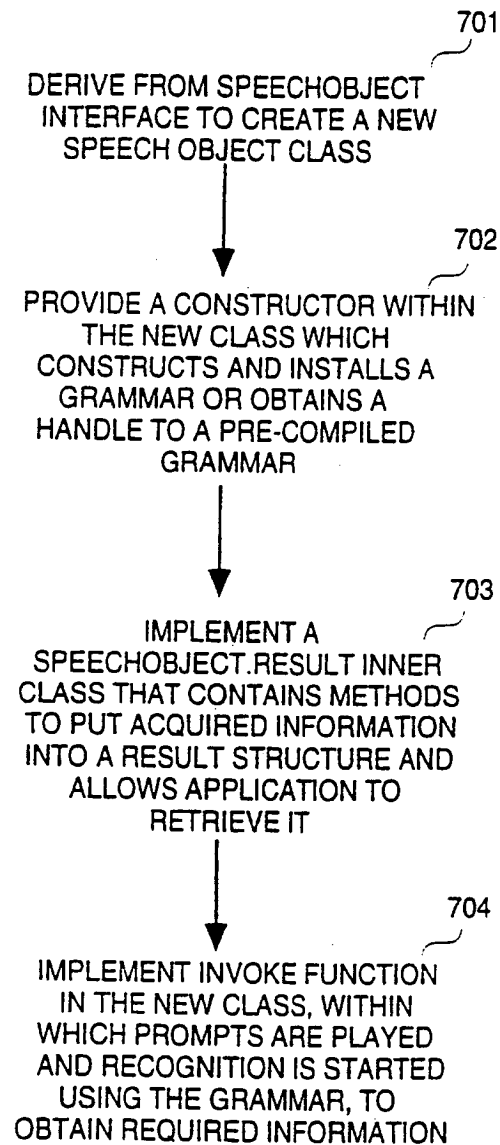 701
DERIVE FROM SPEECHOBJECT
INTERFACE TO CREATE A NEW
SPEECH OBJECT CLASS
702
PROVIDE A CONSTRUCTOR WITHIN
THE NEW CLASS WHICH
CONSTRUCTS AND INSTALLS A
GRAMMAR OR OBTAINS A
HANDLE TO A PRE-COMPILED
GRAMMAR
703
IMPLEMENT A
SPEECHOBJECT.RESULT INNER
CLASS THAT CONTAINS METHODS
TO PUT ACQUIRED INFORMATION
INTO A RESULT STRUCTURE AND
ALLOWS APPLICATION TO
RETRIEVE IT
704
IMPLEMENT INVOKE FUNCTION
IN THE NEW CLASS, WITHIN
WHICH PROMPTS ARE PLAYED
AND RECOGNITION IS STARTED
USING THE GRAMMAR, TO
OBTAIN REQUIRED INFORMATION